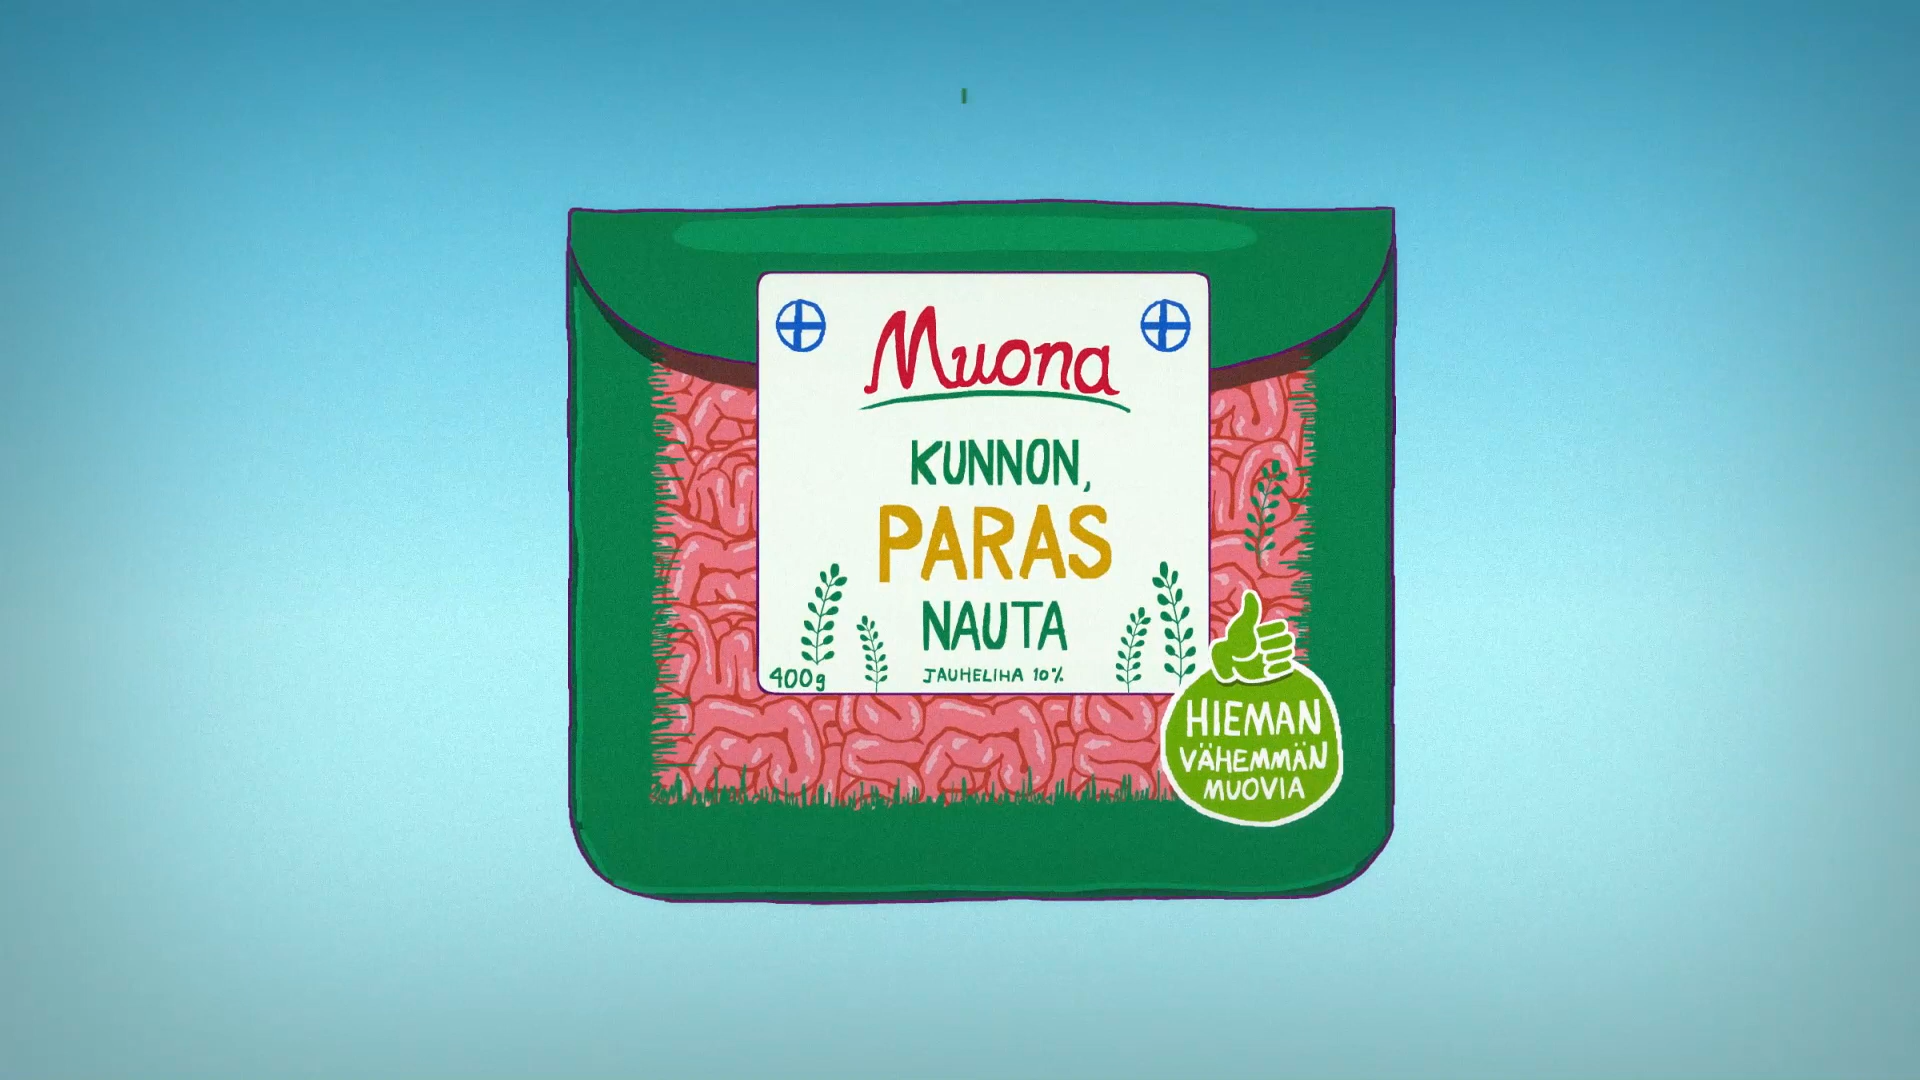 Muona
KUNNON,
PARAS
NAUTA
JAUHELIHA 10%
400g
HIEMAN
VÄHEMMÄN
MUOVIA